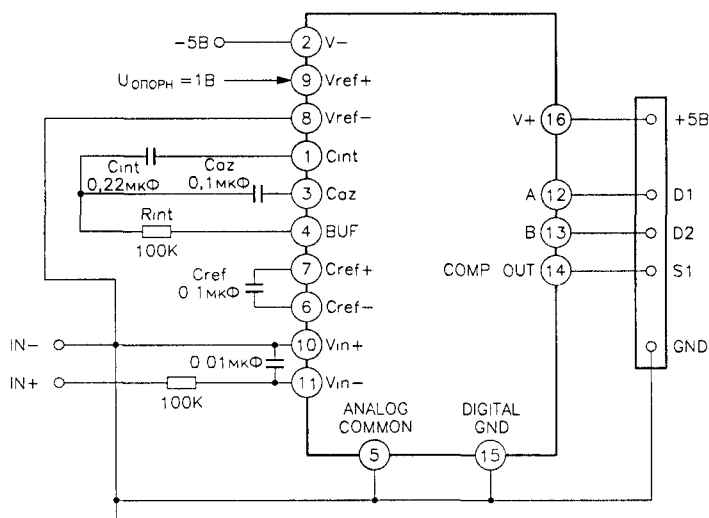 -5В
2
V-
Uопорн = 1В
9
Vref+
8
Vref-
V+
16
+5В
1
Cint
Cint
0,22мкФ
Caz
0,1мкФ
3
Caz
A
12
D1
Rint
100K
4
BUF
B
13
D2
7
Cref+
COMP OUT
14
S1
Cref
0 1мкФ
6
Cref-
IN-
10
Vin+
GND
0 01мкФ
IN+
100K
11
Vin-
ANALOG
COMMON
DIGITAL
GND
5
15